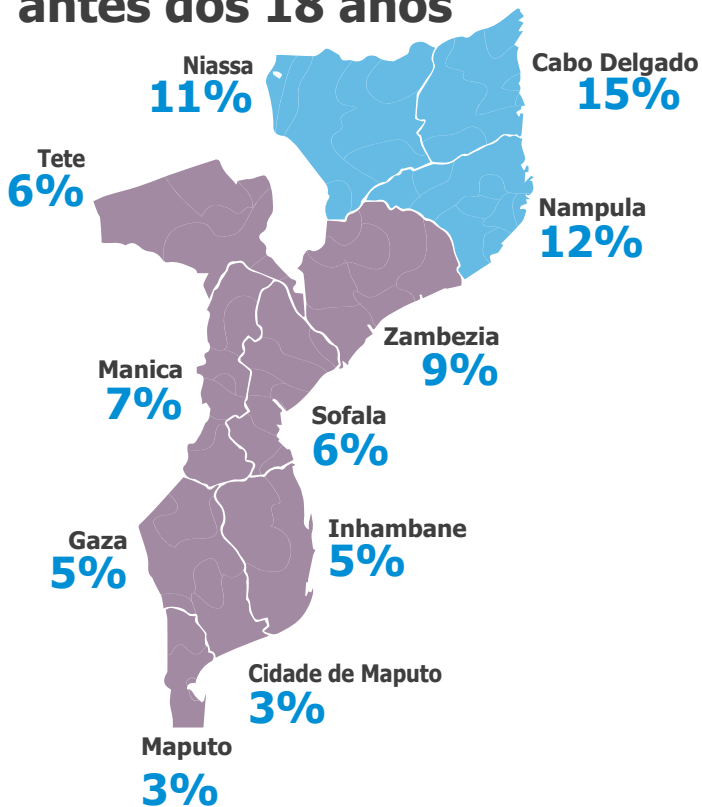 antes dos 18 anos
Niassa
11%
Cabo Delgado
15%
Tete
6%
Nampula
12%
Zambezia
9%
Manica
7%
Sofala
6%
Gaza
5%
Inhambane
5%
Cidade de Maputo
3%
Maputo
3%